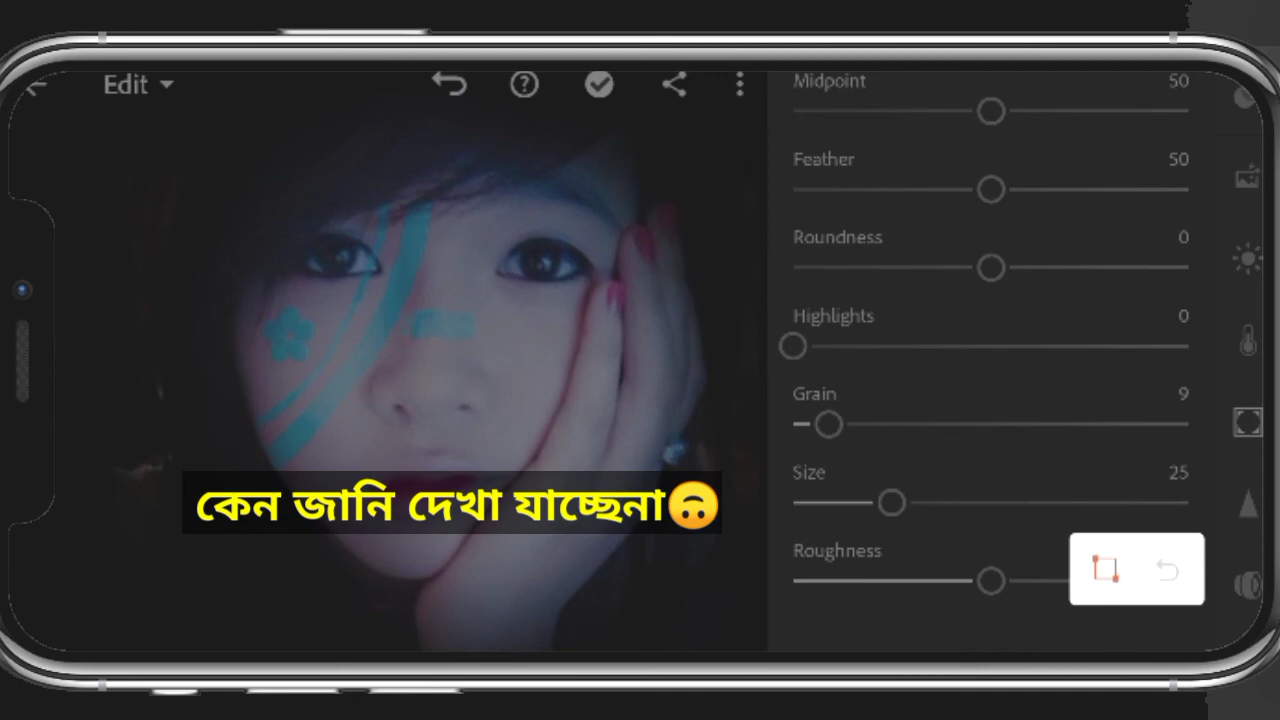 Edit
Midpoint 50
Feather 50
Roundness 0
Highlights 0
Grain 9
Size 25
Roughness
কেন জানি দেখা যাচ্ছেনা🙃